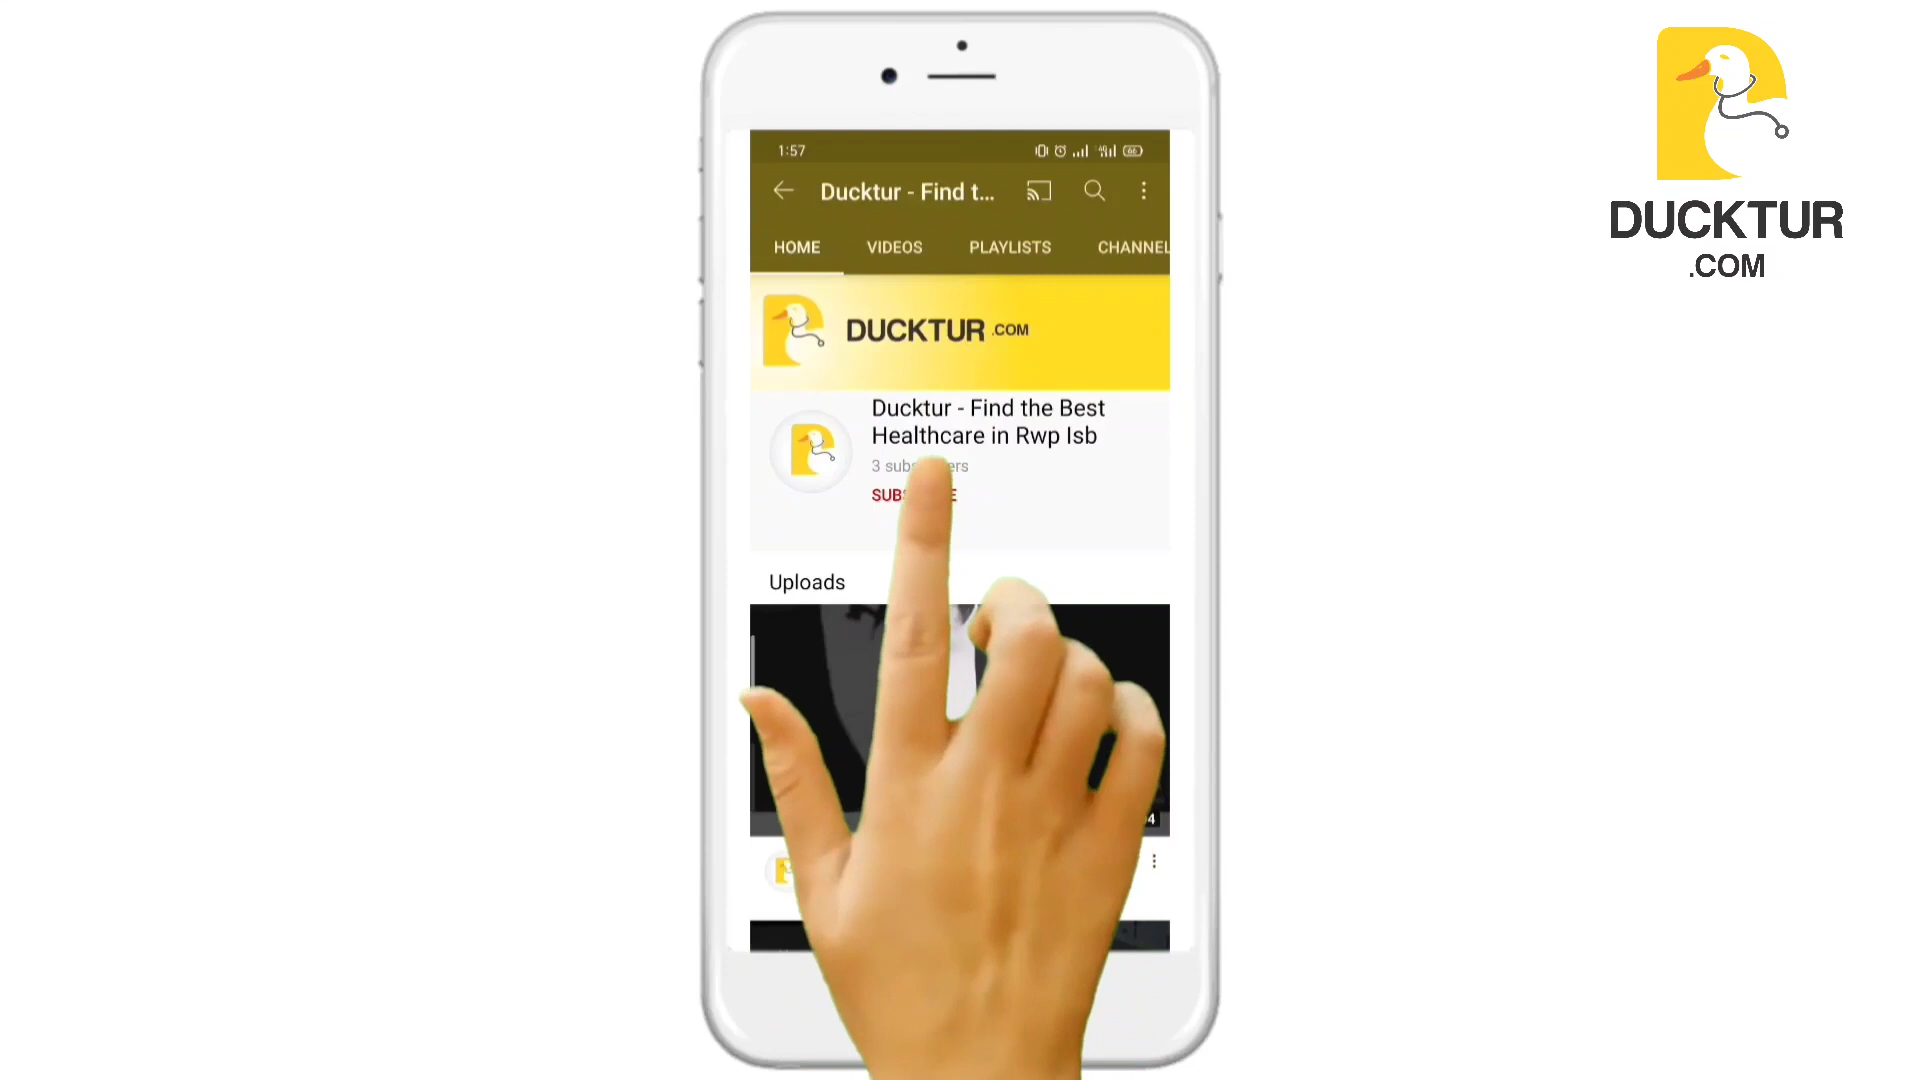 1:57
Ducktur - Find t...
HOME VIDEOS PLAYLISTS CHANNEL
DUCKTUR .COM
Ducktur - Find the Best
Healthcare in Rwp Isb
3
Uploads
DUCKTUR
.COM